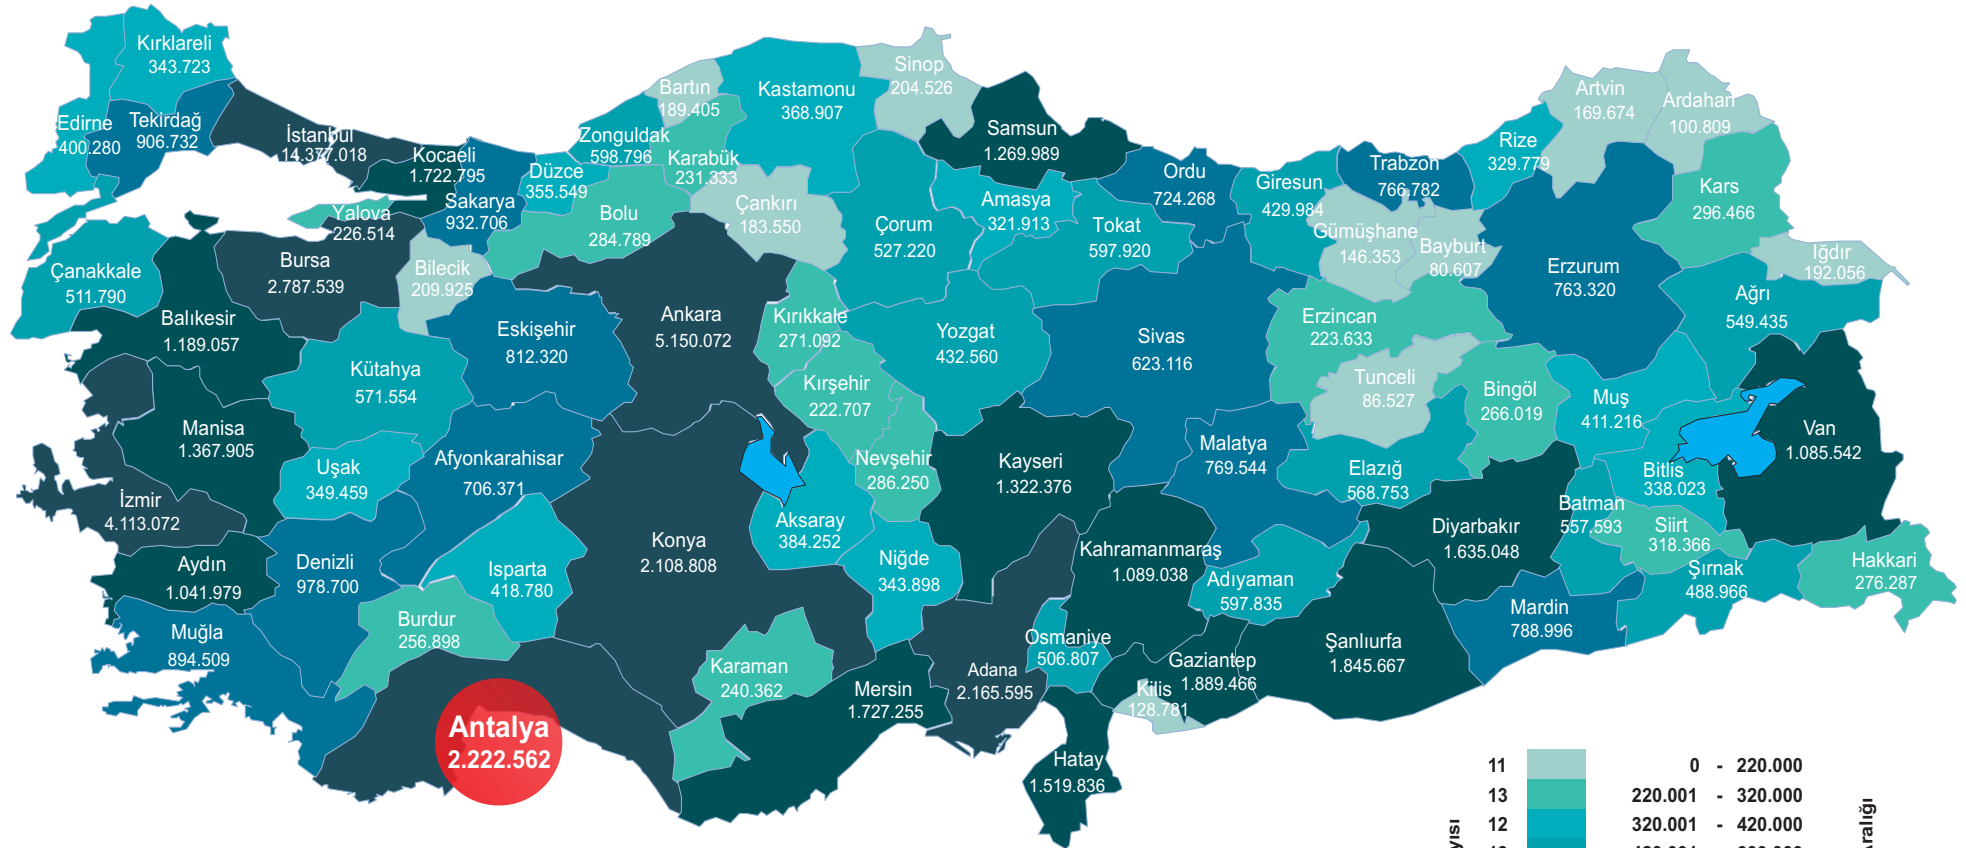 Kırklareli
343.723
Edirne
400.280
Tekirdağ
906.732
İstanbul
14.377.018
Kocaeli
1.722.795
Yalova
226.514
Sakarya
932.706
Düzce
355.549
Zonguldak
598.796
Bartın
189.405
Karabük
231.333
Kastamonu
368.907
Sinop
204.526
Samsun
1.269.989
Bolu
284.789
Çankırı
183.550
Çorum
527.220
Amasya
321.913
Tokat
597.920
Ordu
724.268
Giresun
429.984
Trabzon
766.782
Rize
329.779
Artvin
169.674
Ardahan
100.809
Kars
296.466
Gümüşhane
146.353
Bayburt
80.607
Erzurum
763.320
Iğdır
192.056
Ağrı
549.435
Çanakkale
511.790
Balıkesir
1.189.057
Bursa
2.787.539
Bilecik
209.925
Eskişehir
812.320
Ankara
5.150.072
Kırıkkale
271.092
Kırşehir
222.707
Yozgat
432.560
Sivas
623.116
Erzincan
223.633
Tunceli
86.527
Bingöl
266.019
Muş
411.216
Bitlis
338.023
Van
1.085.542
Kütahya
571.554
Manisa
1.367.905
Uşak
349.459
Afyonkarahisar
706.371
İzmir
4.113.072
Aydın
1.041.979
Denizli
978.700
Muğla
894.509
Burdur
256.898
Isparta
418.780
Konya
2.108.808
Aksaray
384.252
Nevşehir
286.250
Niğde
343.898
Kayseri
1.322.376
Malatya
769.544
Elazığ
568.753
Diyarbakır
1.635.048
Batman
557.593
Siirt
318.366
Şırnak
488.966
Hakkari
276.287
Mardin
788.996
Şanlıurfa
1.845.667
Adıyaman
597.835
Kahramanmaraş
1.089.038
Osmaniye
506.807
Gaziantep
1.889.466
Kilis
128.781
Hatay
1.519.836
Adana
2.165.595
Mersin
1.727.255
Karaman
240.362
Antalya
2.222.562
11 0 - 220.000
13 220.001 - 320.000
12 320.001 - 420.000